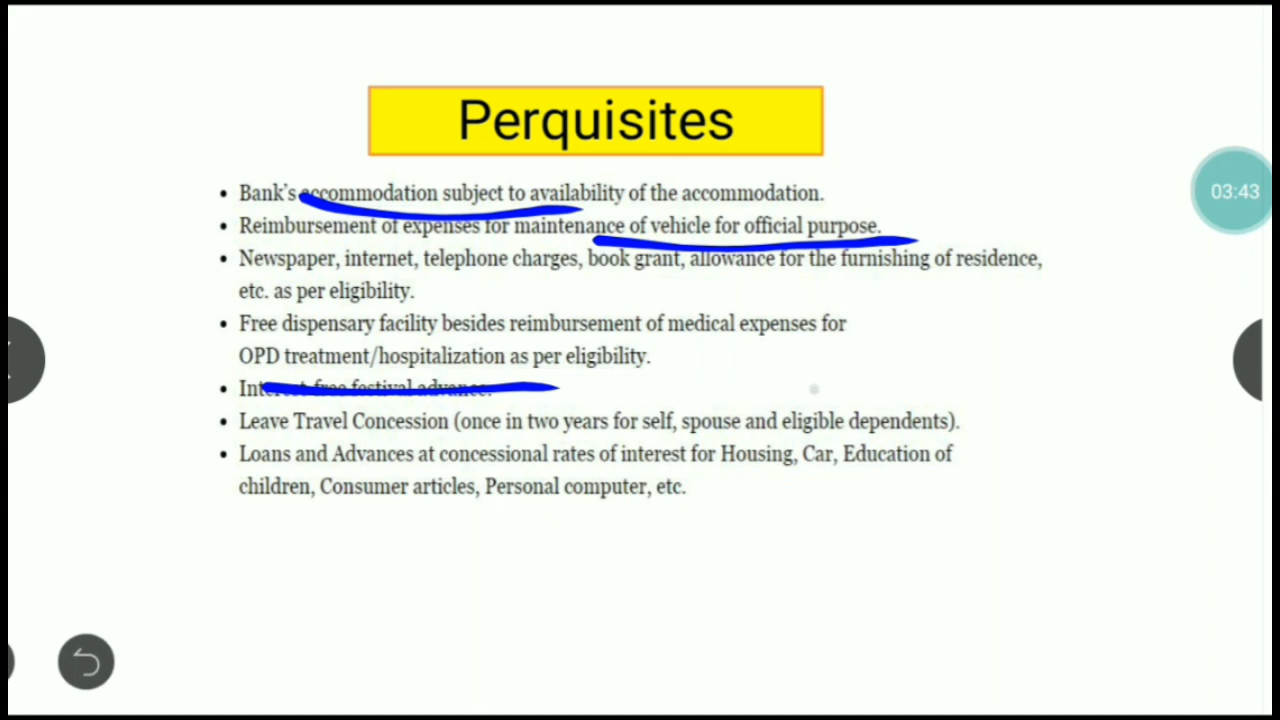 Perquisites
• Bank's accommodation subject to availability of the accommodation.
• Reimbursement of expenses for maintenance of vehicle for official purpose.
• Newspaper, internet, telephone charges, book grant, allowance for the furnishing of residence,
etc. as per eligibility.
• Free dispensary facility besides reimbursement of medical expenses for
OPD treatment/hospitalization as per eligibility.
• Interest free festival advance.
• Leave Travel Concession (once in two years for self, spouse and eligible dependents).
• Loans and Advances at concessional rates of interest for Housing, Car, Education of
children, Consumer articles, Personal computer, etc.
03:43